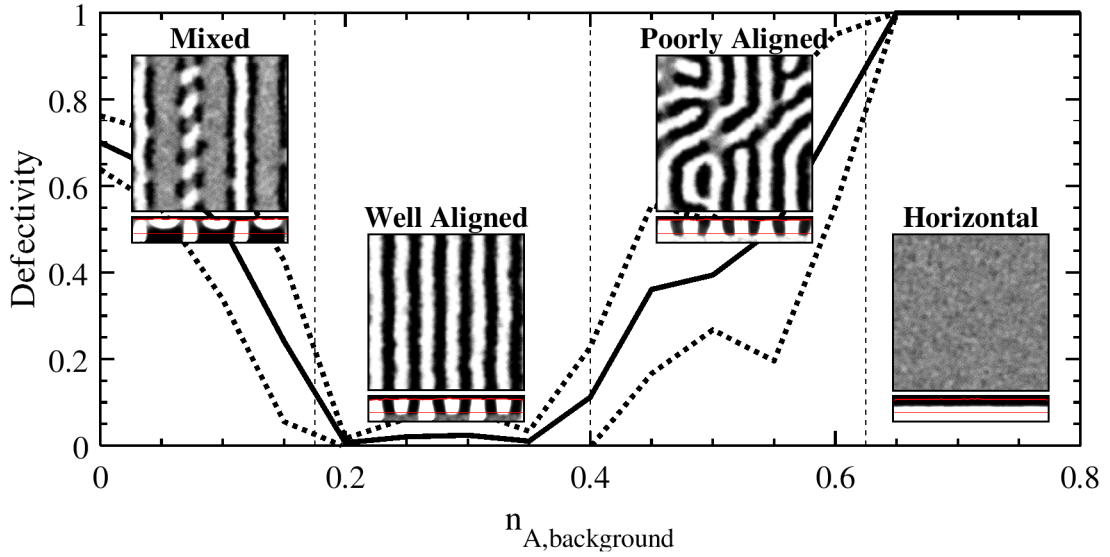 Defectivity
1
0.8
0.6
0.4
0.2
0
Mixed
Well Aligned
Poorly Aligned
Horizontal
0 0.2 0.4 0.6 0.8
n A,background